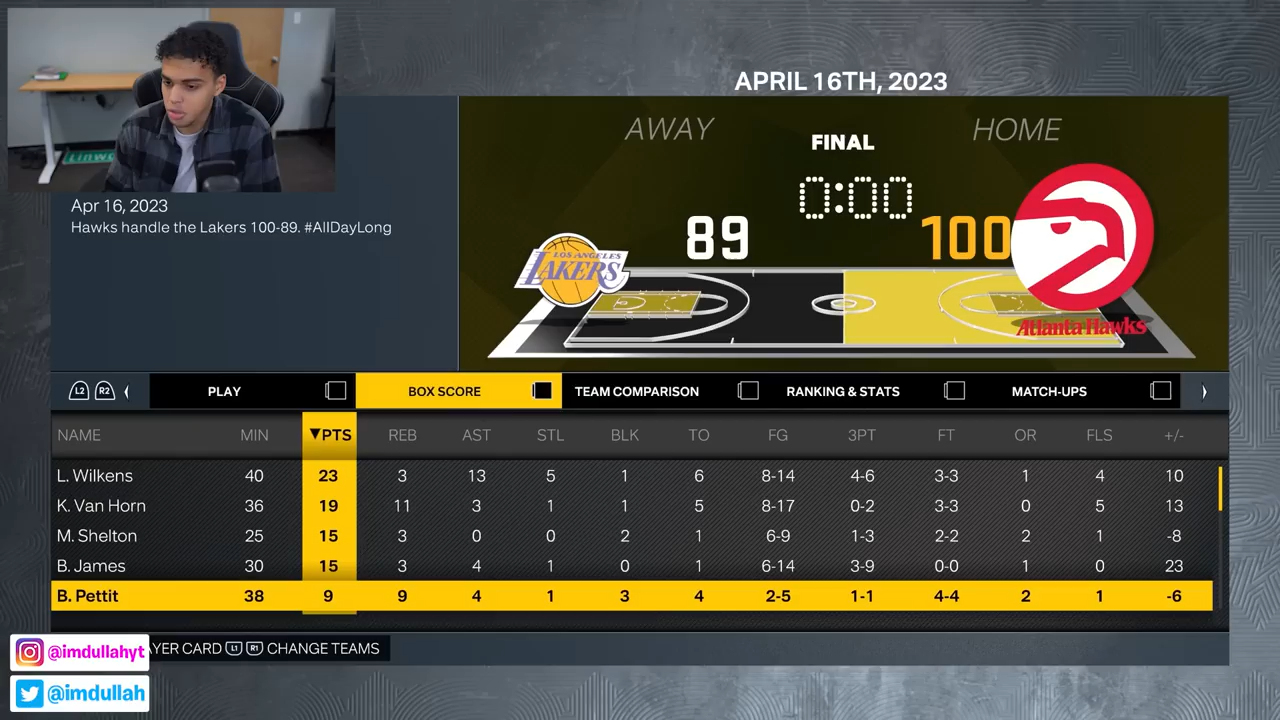 Linwo
APRIL 16TH, 2023
AWAY
FINAL
HOME
0:00
89
100
LOS ANGELES
LAKERS
Atlanta Hawks
Apr 16, 2023
Hawks handle the Lakers 100-89. #AllDayLong
L2 R2 PLAY BOX SCORE TEAM COMPARISON RANKING & STATS MATCH-UPS
NAME MIN ▼PTS REB AST STL BLK TO FG 3PT FT OR FLS +/-
L. Wilkens 40 23 3 13 5 1 6 8-14 4-6 3-3 1 4 10
K. Van Horn 36 19 11 3 1 1 5 8-17 0-2 3-3 0 5 13
M. Shelton 25 15 3 0 0 2 1 6-9 1-3 2-2 2 1 -8
B. James 30 15 3 4 1 0 1 6-14 3-9 0-0 1 0 23
B. Pettit 38 9 9 4 1 3 4 2-5 1-1 4-4 2 1 -6
AYER CARD L1 R1 CHANGE TEAMS
@imdullahyt
@imdullah